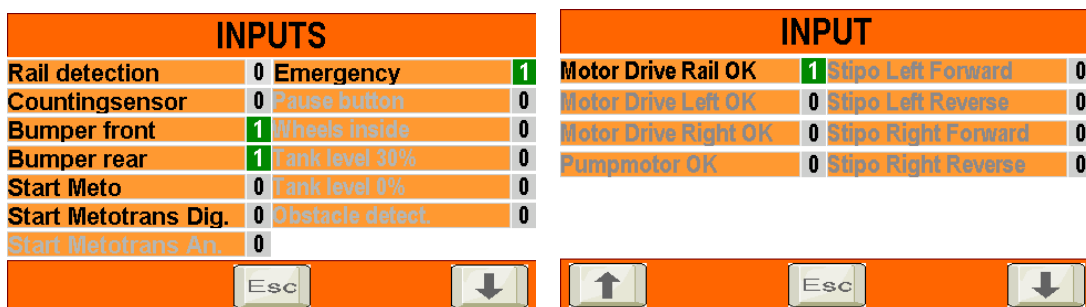 INPUTS
Rail detection 0 Emergency 1
Countingsensor 0 Pause button 0
Bumper front 1 Wheels inside 0
Bumper rear 1 Tank level 30% 0
Start Meto 0 Tank level 0% 0
Start Metotrans Dig. 0 Obstacle detect. 0
Start Metotrans An. 0
Esc
INPUT
Motor Drive Rail OK 1 Stipo Left Forward 0
Motor Drive Left OK 0 Stipo Left Reverse 0
Motor Drive Right OK 0 Stipo Right Forward 0
Pumpmotor OK 0 Stipo Right Reverse 0
Esc